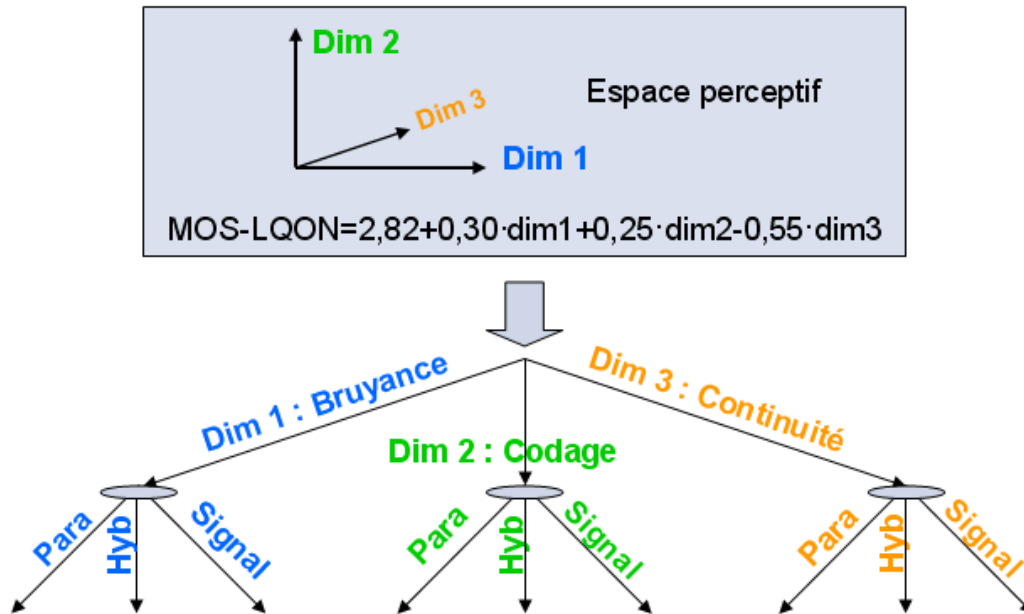 Dim 2
Dim 3
Espace perceptif
Dim 1
MOS-LQON=2,82+0,30·dim1+0,25·dim2-0,55·dim3
Dim 1 : Bruyance
Dim 2 : Codage
Dim 3 : Continuité
Para
Hyb
Signal
Para
Hyb
Signal
Para
Hyb
Signal